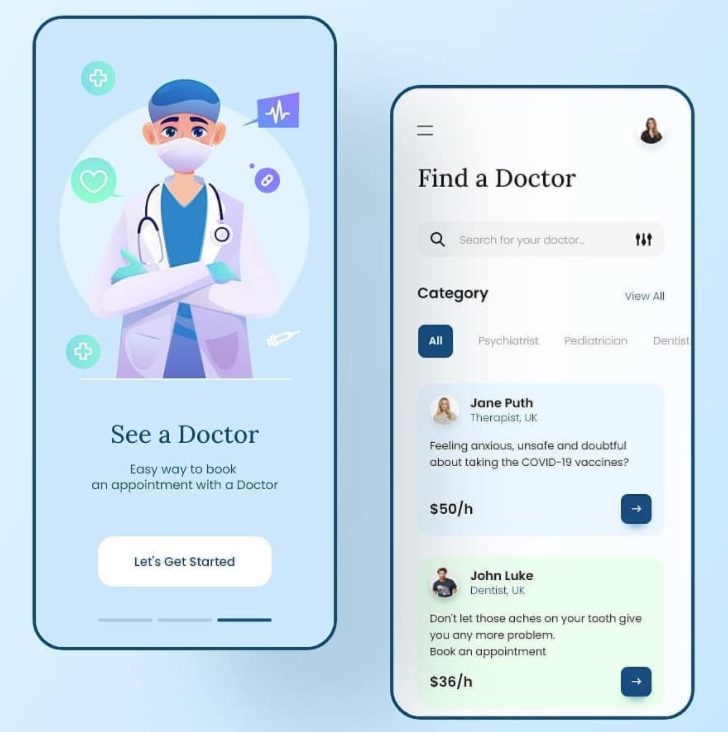 See a Doctor
Easy way to book
an appointment with a Doctor
Let's Get Started
Find a Doctor
Search for your doctor...
Category
View All
All
Psychiatrist
Pediatrician
Dentist
Jane Puth
Therapist, UK
Feeling anxious, unsafe and doubtful
about taking the COVID-19 vaccines?
$50/h
John Luke
Dentist, UK
Don't let those aches on your tooth give
you any more problem.
Book an appointment
$36/h